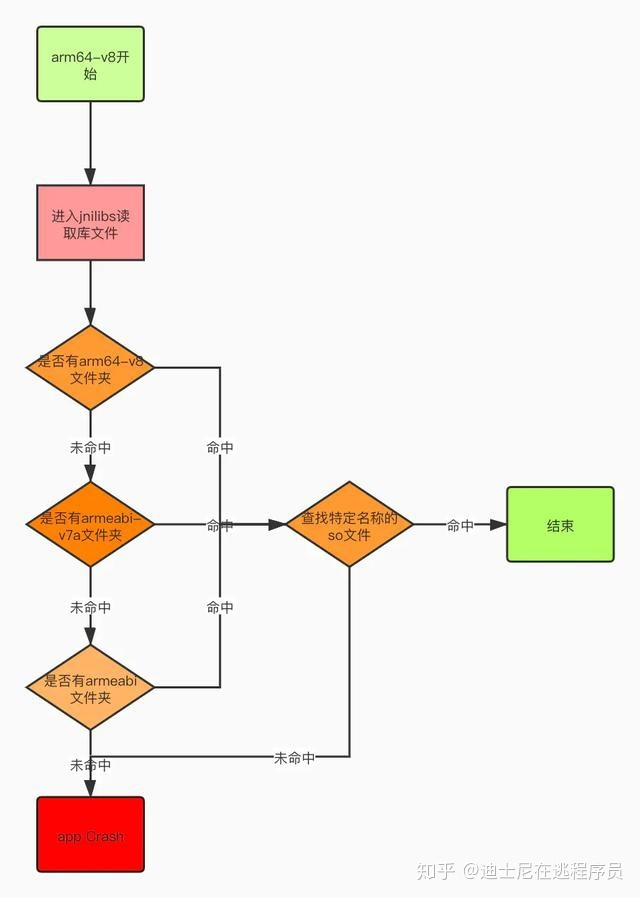 arm64-v8开
始
进入jnilibs读
取库文件
是否有arm64-v8
文件夹
未命中
命中
是否有armeabi-
v7a文件夹
命中
查找特定名称的
so文件
命中
结束
未命中
命中
是否有armeabi
文件夹
未命中
未命中
app Crash
知乎 @迪士尼在逃程序员